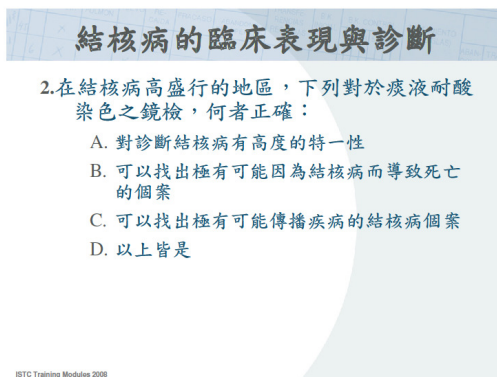 結核病的臨床表現與診斷
2.在結核病高盛行的地區，下列對於痰液耐酸
染色之鏡檢，何者正確：
A. 對診斷結核病有高度的特一性
B. 可以找出極有可能因為結核病而導致死亡
的個案
C. 可以找出極有可能傳播疾病的結核病個案
D. 以上皆是
ISTC Training Modules 2008